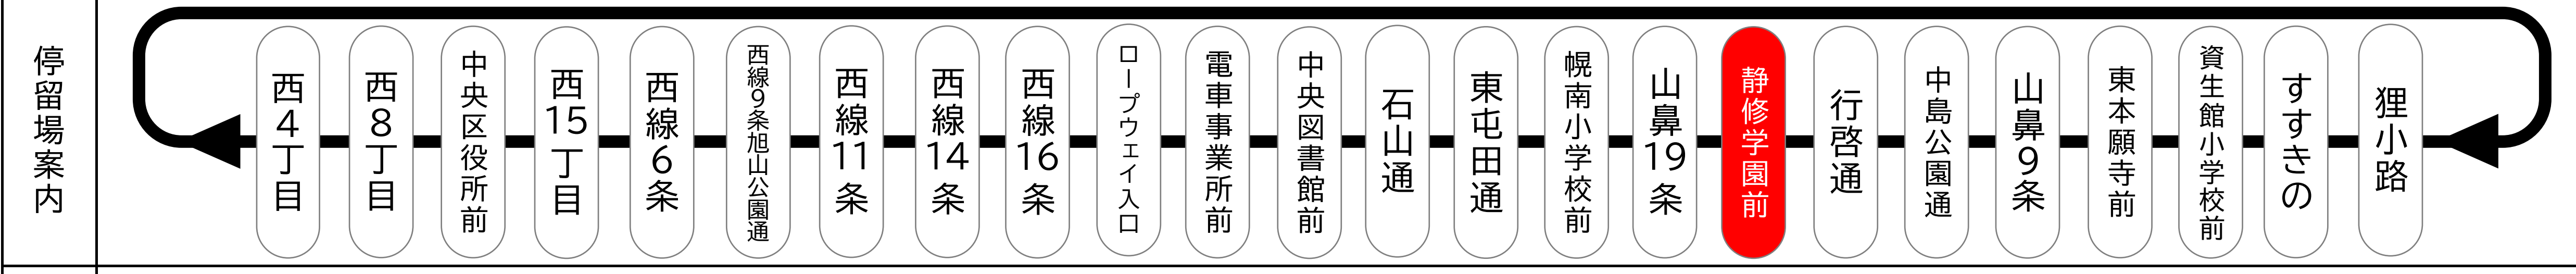 停留場案内
西4丁目
西8丁目
中央区役所前
西15丁目
西線6条
西線9条旭山公園通
西線11条
西線14条
西線16条
ロープウェイ入口
電車事業所前
中央図書館前
石山通
東屯田通
幌南小学校前
山鼻19条
静修学園前
行啓通
中島公園通
山鼻9条
東本願寺前
資生館小学校前
すすきの
狸小路